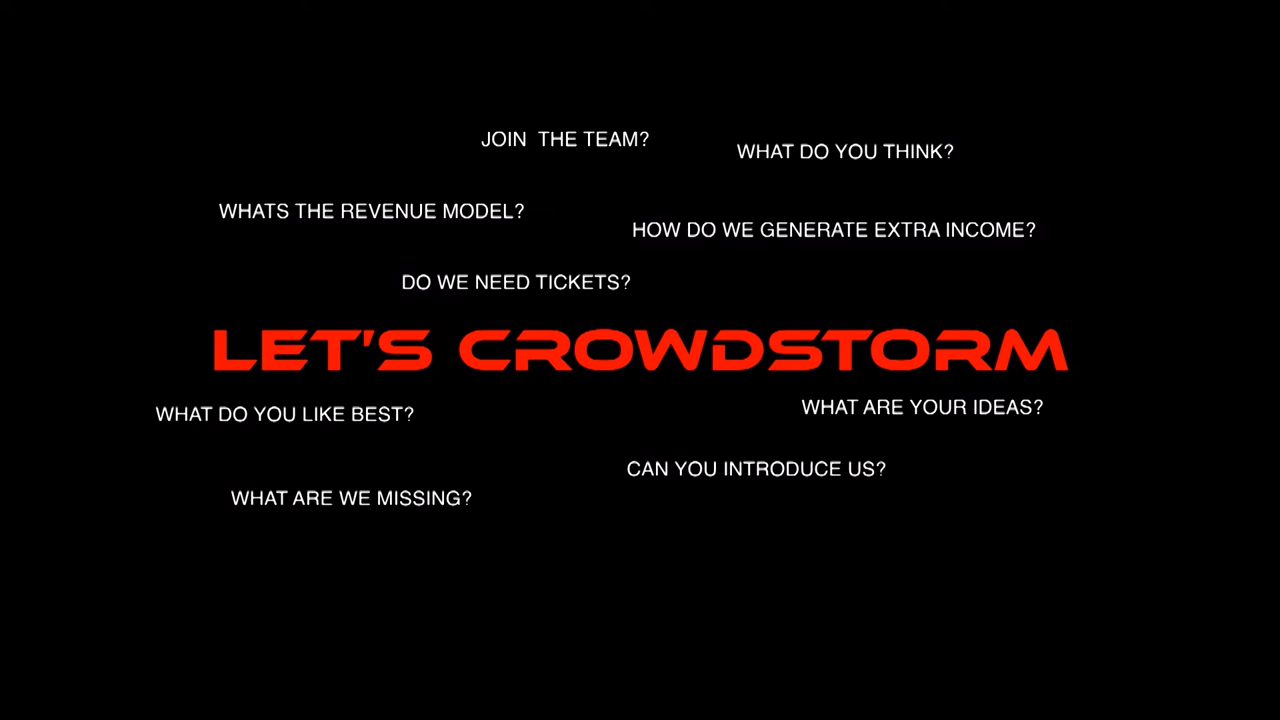 JOIN  THE TEAM?
WHAT DO YOU THINK?
WHATS THE REVENUE MODEL?
HOW DO WE GENERATE EXTRA INCOME?
DO WE NEED TICKETS?
LET'S CROWDSTORM
WHAT DO YOU LIKE BEST?
WHAT ARE YOUR IDEAS?
CAN YOU INTRODUCE US?
WHAT ARE WE MISSING?